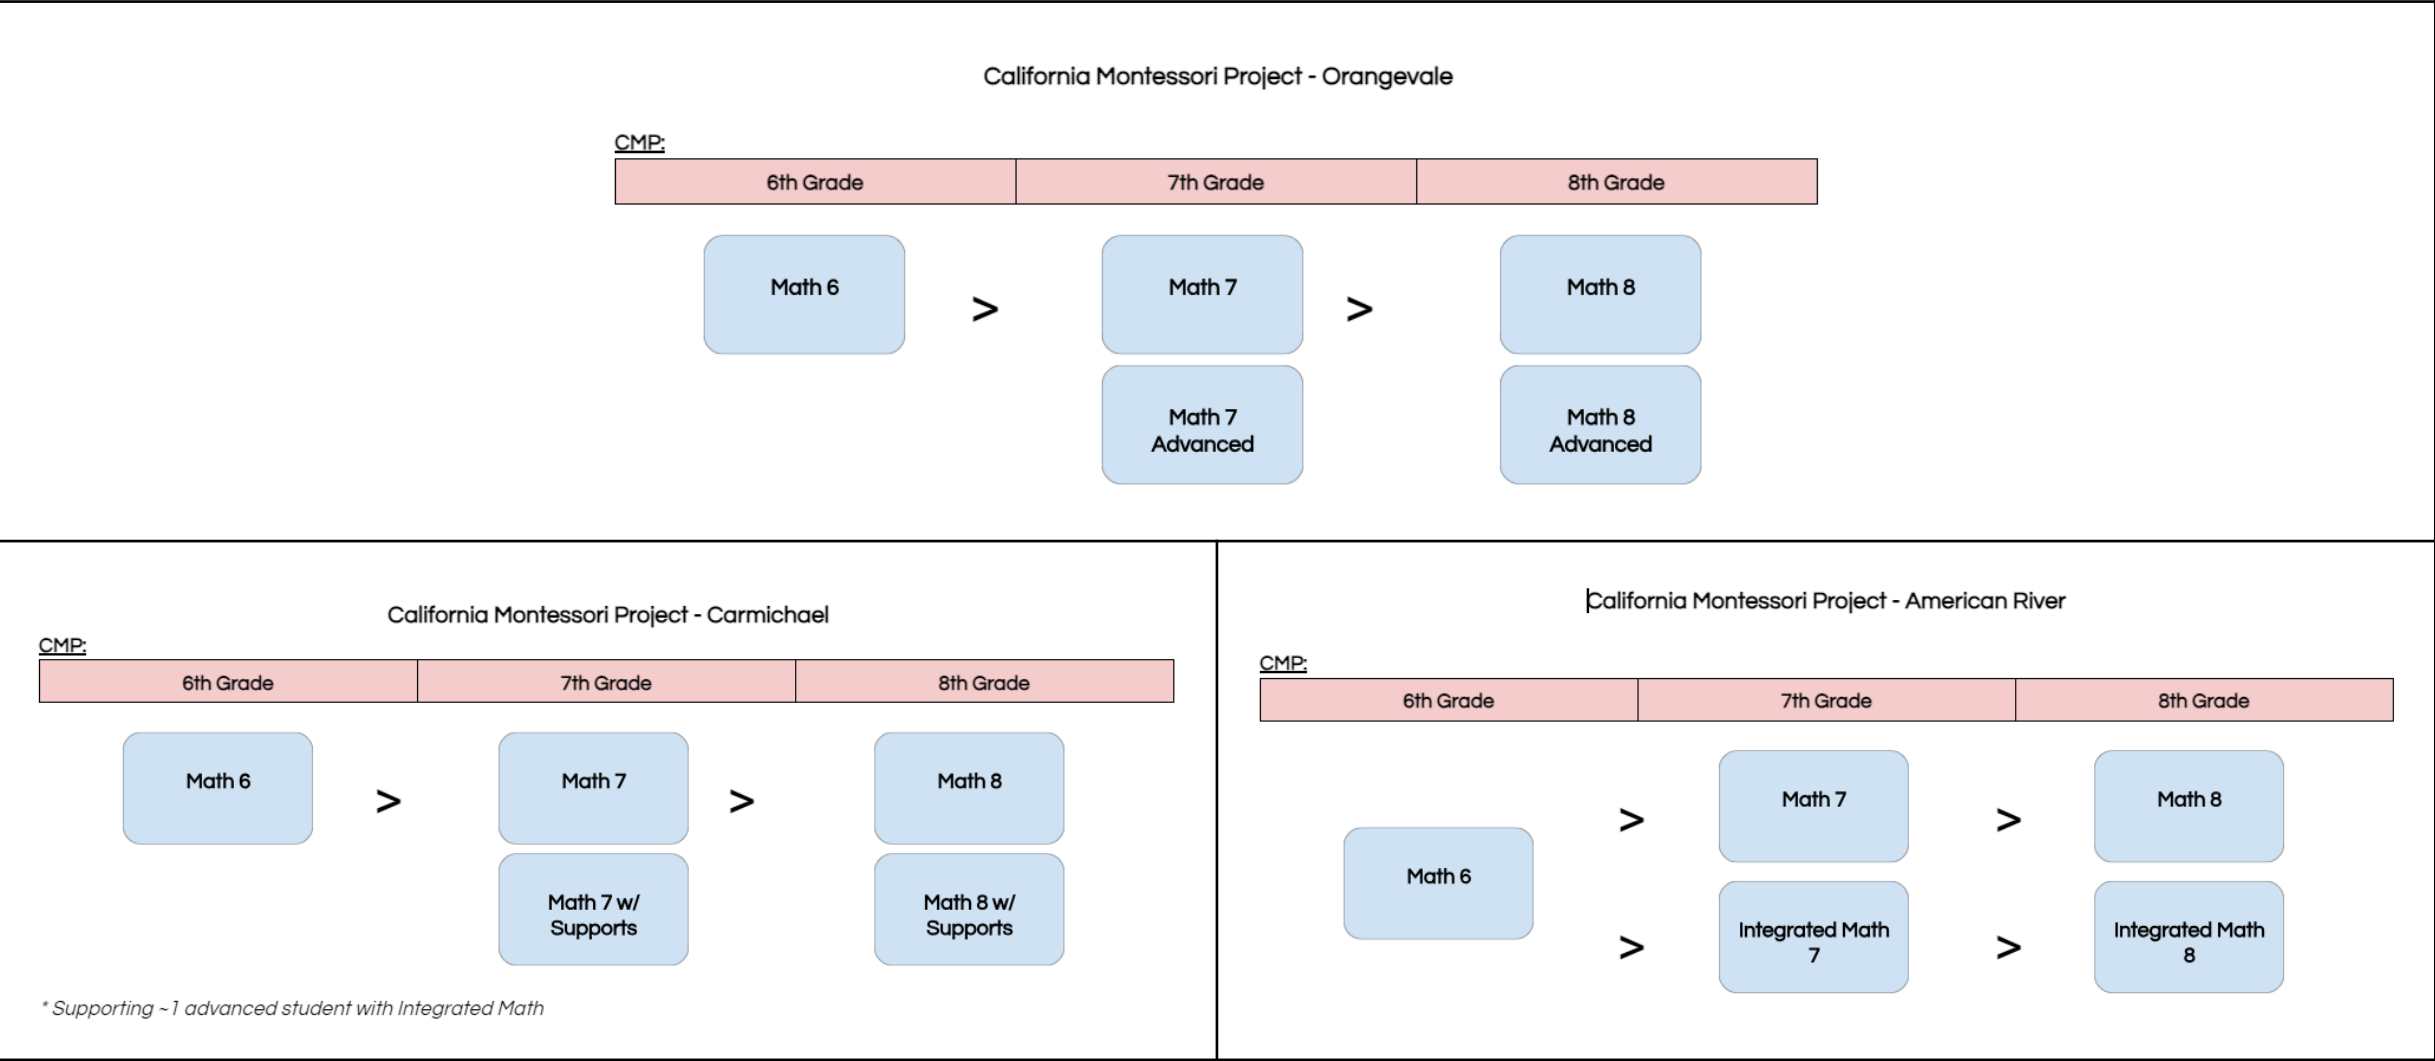 California Montessori Project - Orangevale
CMP:
6th Grade
7th Grade
8th Grade
Math 6
>
Math 7
>
Math 8
Math 7
Advanced
Math 8
Advanced
California Montessori Project - Carmichael
CMP:
6th Grade
7th Grade
8th Grade
Math 6
>
Math 7
>
Math 8
Math 7 w/
Supports
Math 8 w/
Supports
* Supporting ~1 advanced student with Integrated Math
California Montessori Project - American River
CMP:
6th Grade
7th Grade
8th Grade
Math 6
>
Math 7
>
Math 8
>
Integrated Math
7
>
Integrated Math
8